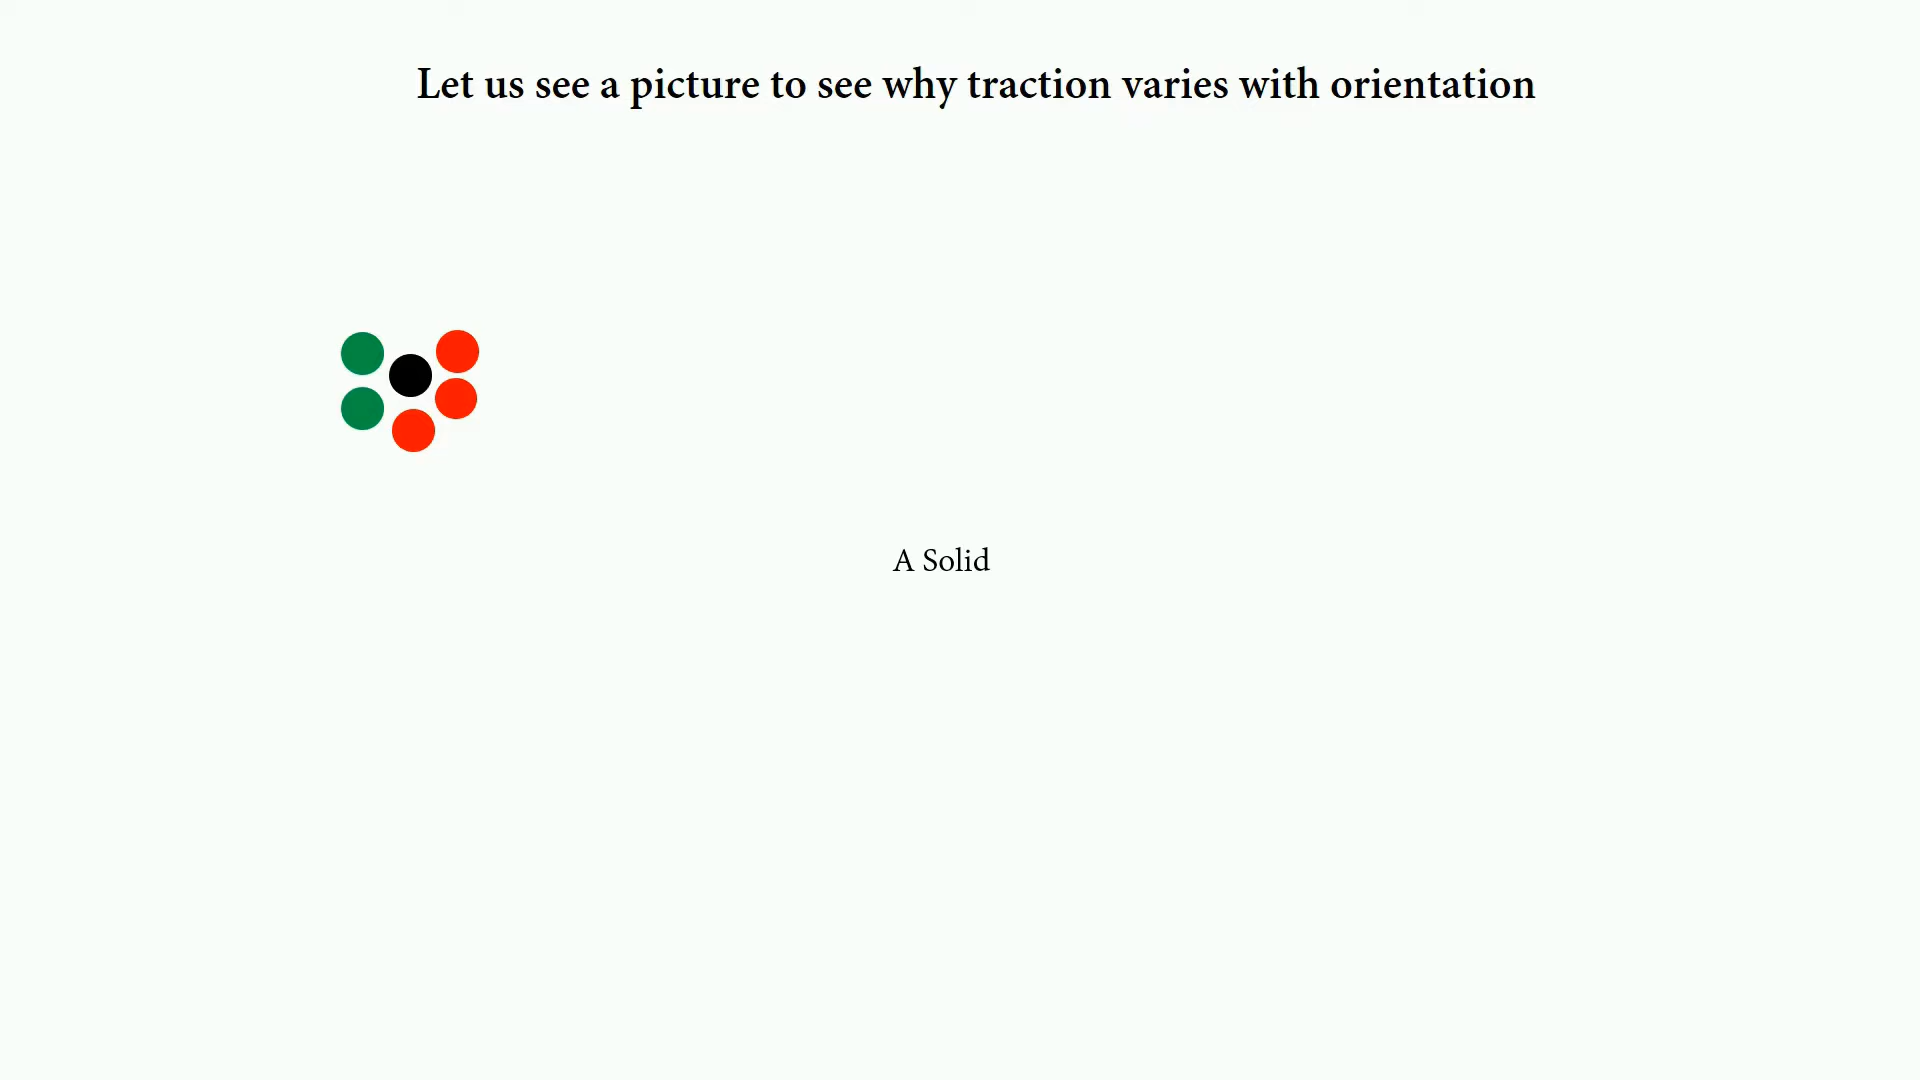 Let us see a picture to see why traction varies with orientation
A Solid